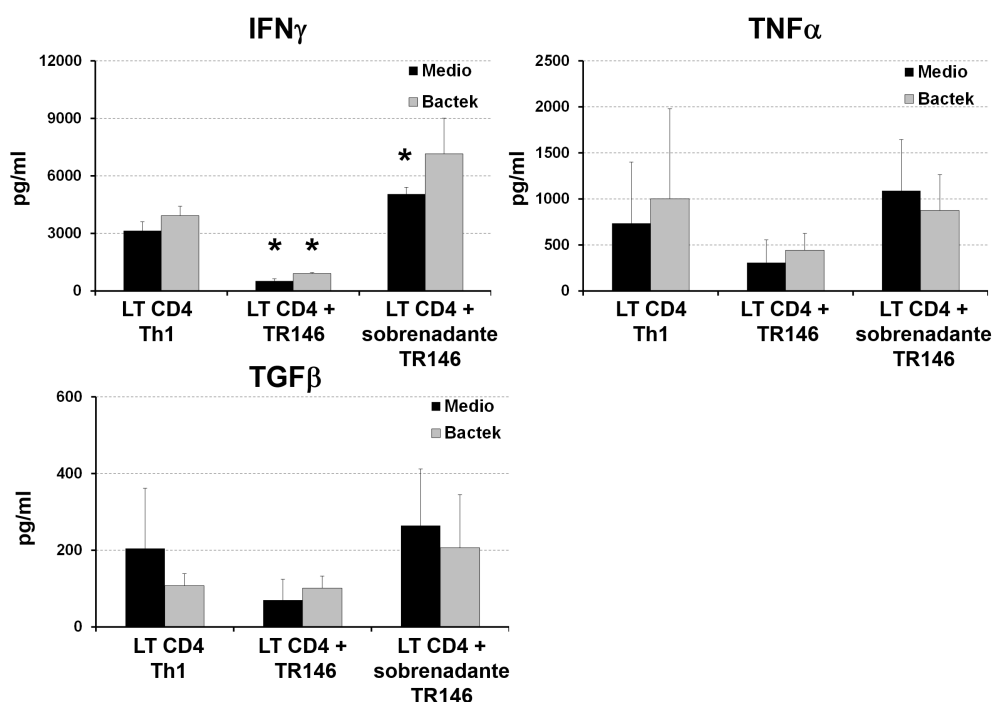 IFNγ
12000
9000
6000
3000
0
pg/ml
Medio
Bactek
*
* *
LT CD4
Th1
LT CD4 +
TR146
LT CD4 +
sobrenadante
TR146
TNFα
2500
2000
1500
1000
500
0
pg/ml
Medio
Bactek
LT CD4
Th1
LT CD4 +
TR146
LT CD4 +
sobrenadante
TR146
TGFβ
600
400
200
0
pg/ml
Medio
Bactek
LT CD4
Th1
LT CD4 +
TR146
LT CD4 +
sobrenadante
TR146